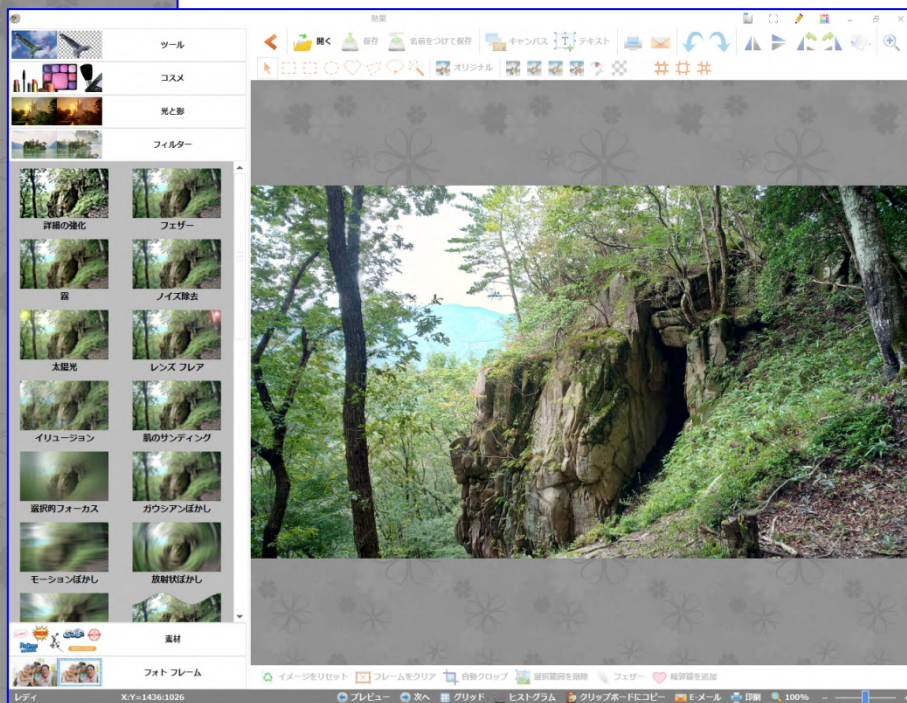 効果
ツール
コスメ
光と影
フィルター
詳細の強化
フェザー
霧
ノイズ除去
太陽光
レンズ フレア
イリュージョン
肌のサンディング
選択的フォーカス
ガウシアンぼかし
モーションぼかし
放射状ぼかし
素材
フォト フレーム
開く 保存 名前をつけて保存 キャンバス テキスト
オリジナル
イメージをリセット フレームをクリア 自動クロップ 選択範囲を削除 フェザー 輪郭線を追加
レディ X:Y=1436:1026 プレビュー 次へ グリッド ヒストグラム クリップボードにコピー E-メール 印刷 100%